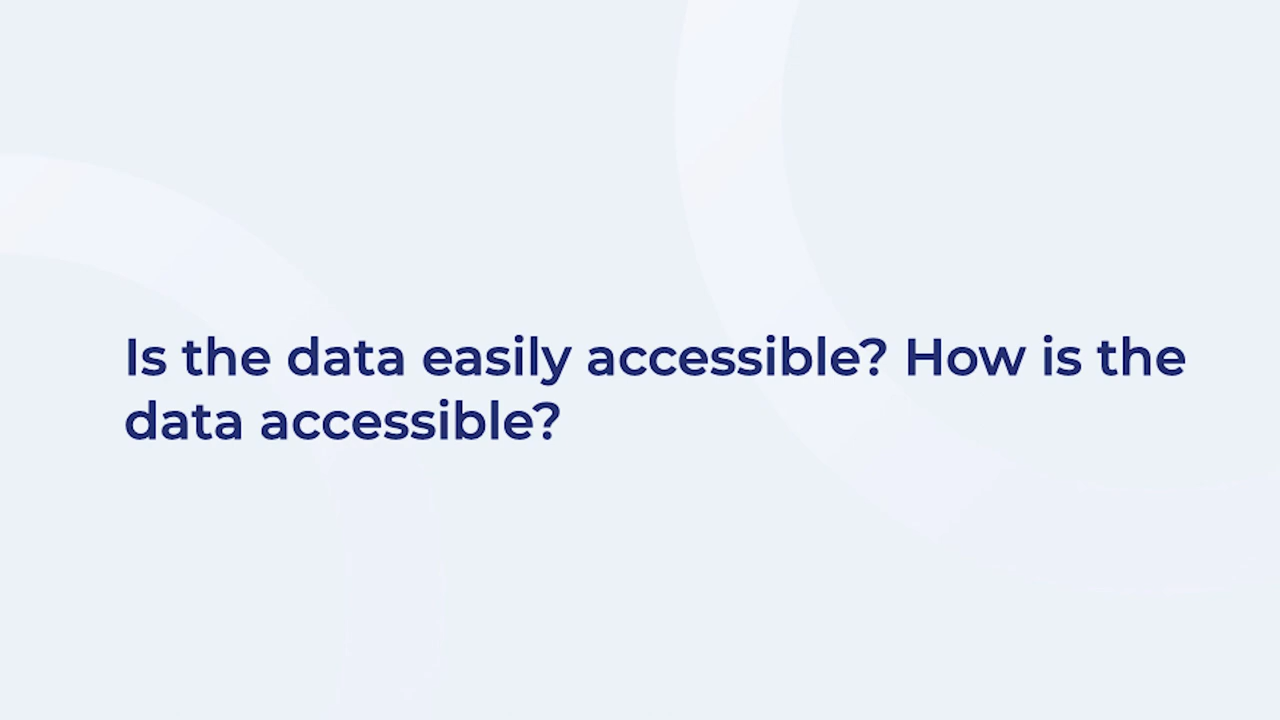 Is the data easily accessible? How is the
data accessible?